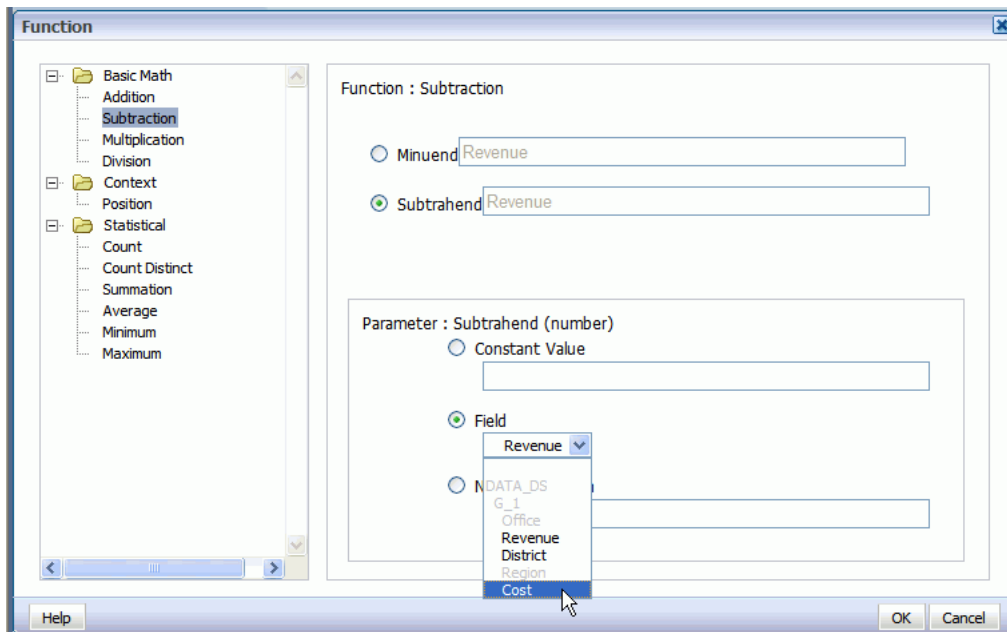 Function
Basic Math
Addition
Subtraction
Multiplication
Division
Context
Position
Statistical
Count
Count Distinct
Summation
Average
Minimum
Maximum
Function : Subtraction
Minuend Revenue
Subtrahend Revenue
Parameter : Subtrahend (number)
Constant Value
Field
Revenue
DATA_DS
G_1
Office
Revenue
District
Region
Cost
Help
OK
Cancel